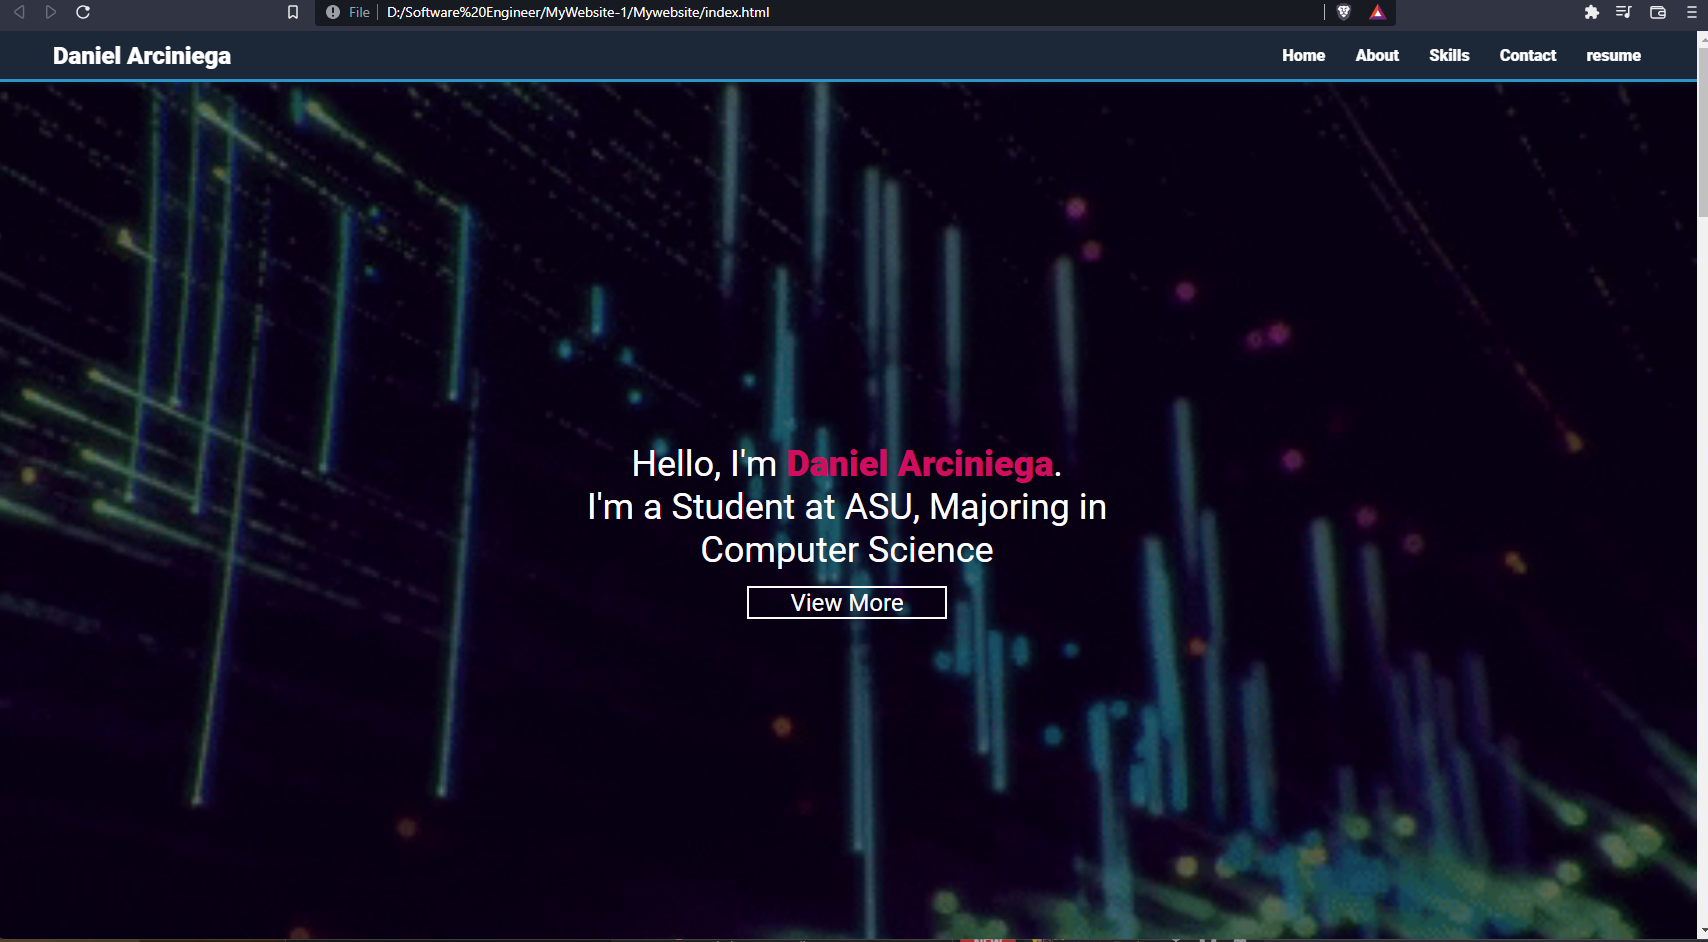 File D:/Software%20Engineer/MyWebsite-1/Mywebsite/index.html
Daniel Arciniega Home About Skills Contact resume
Hello, I'm Daniel Arciniega.
I'm a Student at ASU, Majoring in
Computer Science
View More